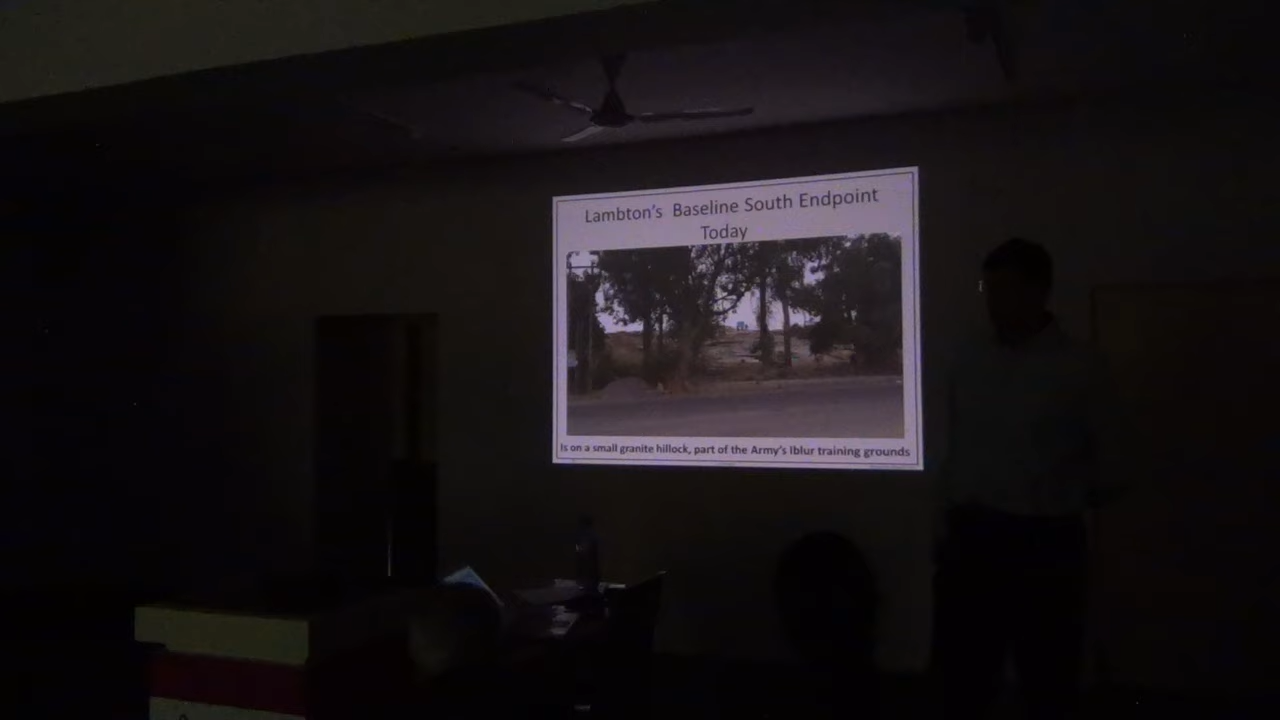 Lambton's Baseline South Endpoint
Today
Is on a small granite hillock, part of the Army's Iblur training grounds